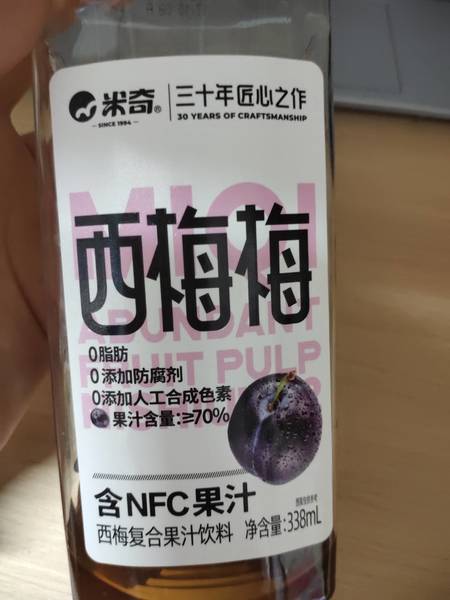 米奇®
SINCE 1994
三十年匠心之作
30 YEARS OF CRAFTSMANSHIP
MIQI
西梅梅
ABUNDANT
FRUIT PULP
0脂肪
0添加防腐剂
0添加人工合成色素
果汁含量:≥70%
含NFC果汁
西梅复合果汁饮料
净含量:338mL